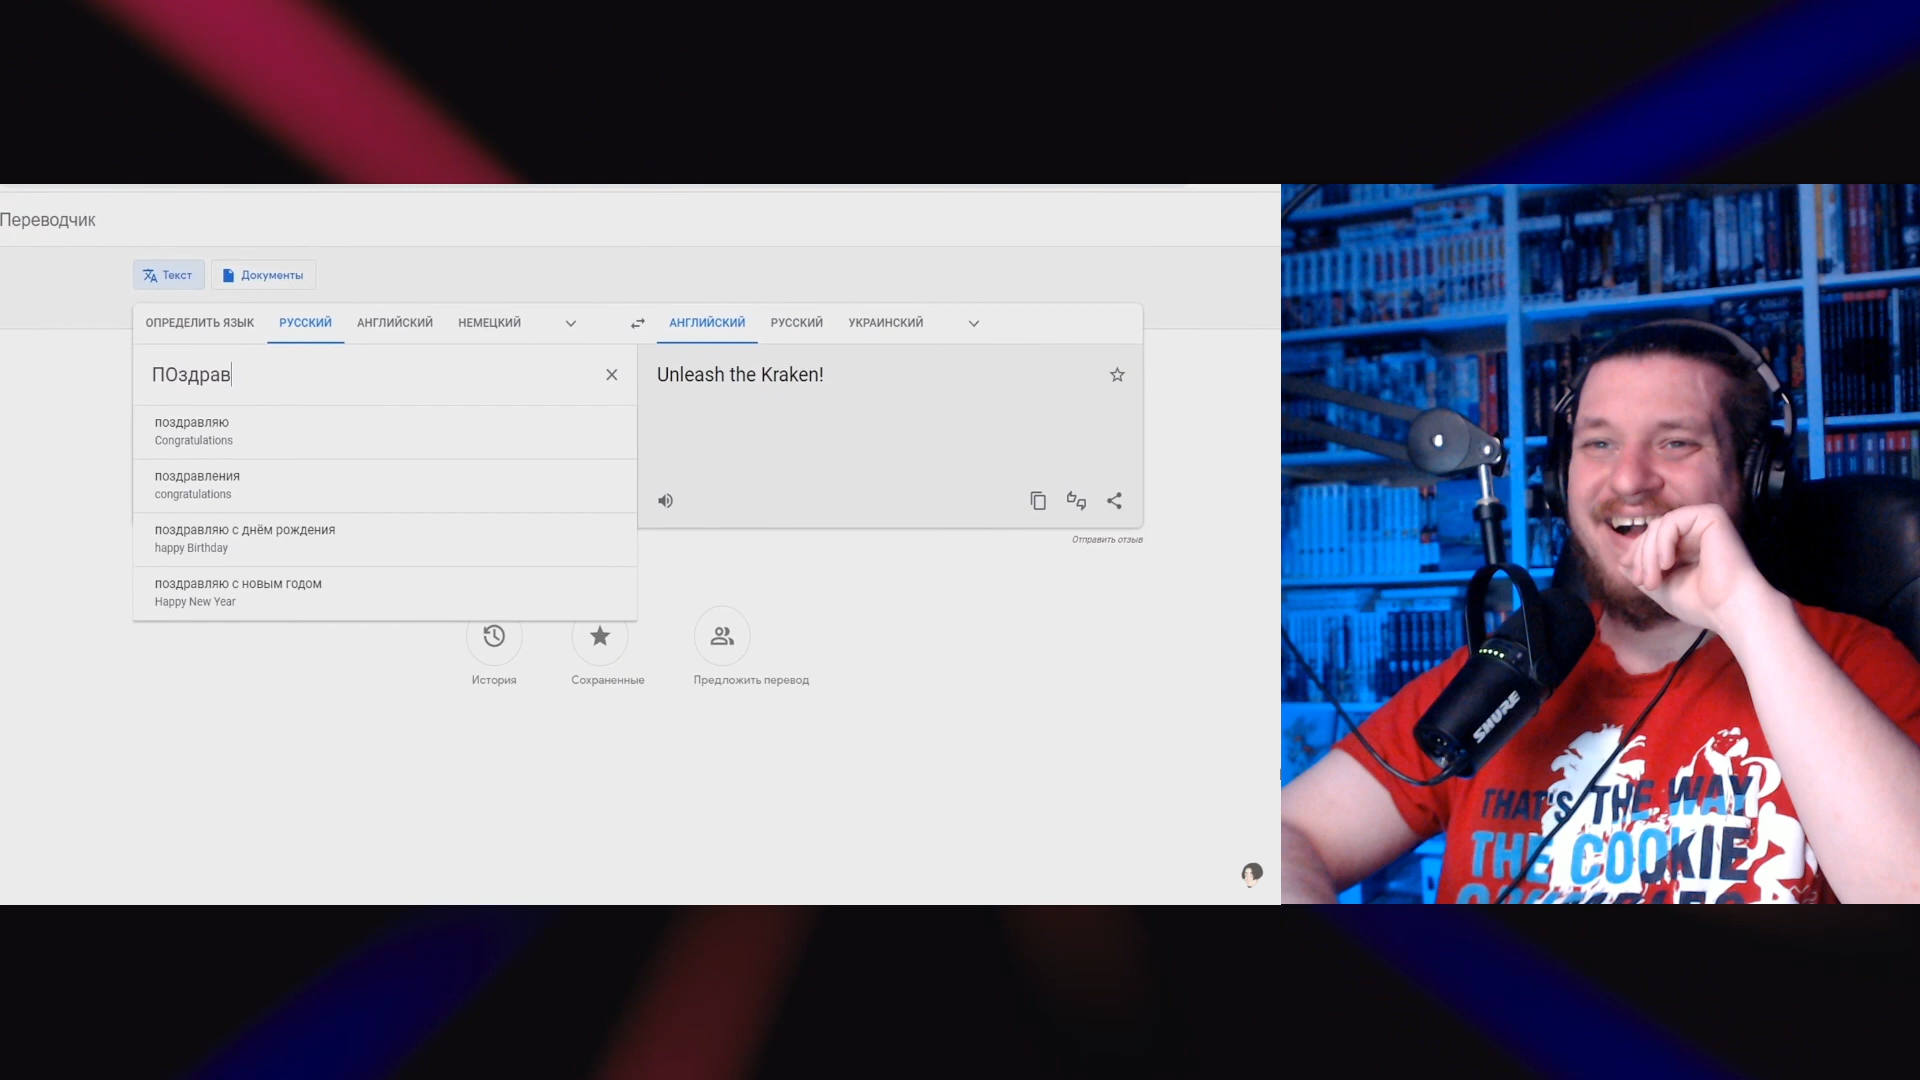 Переводчик
Текст
Документы
ОПРЕДЕЛИТЬ ЯЗЫК
РУССКИЙ
АНГЛИЙСКИЙ
НЕМЕЦКИЙ
АНГЛИЙСКИЙ
РУССКИЙ
УКРАИНСКИЙ
ПОздрав
Unleash the Kraken!
поздравляю
Congratulations
поздравления
congratulations
поздравляю с днём рождения
happy Birthday
поздравляю с новым годом
Happy New Year
Отправить отзыв
История
Сохраненные
Предложить перевод
SHURE
THAT'S THE WAY
THE COOKIE